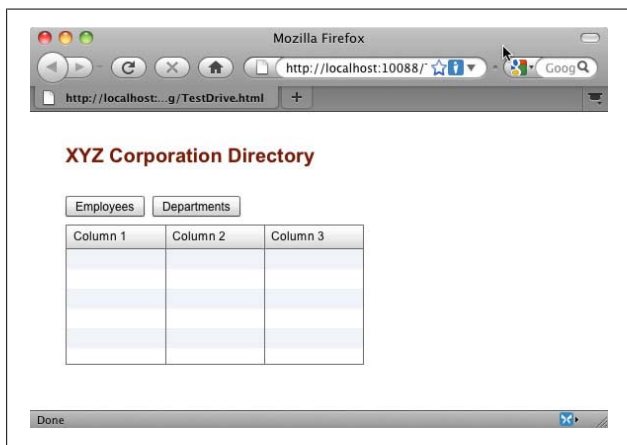 Mozilla Firefox
http://localhost:10088/
Goog
http://localhost:...g/TestDrive.html
+
XYZ Corporation Directory
Employees Departments
Column 1 Column 2 Column 3
Done